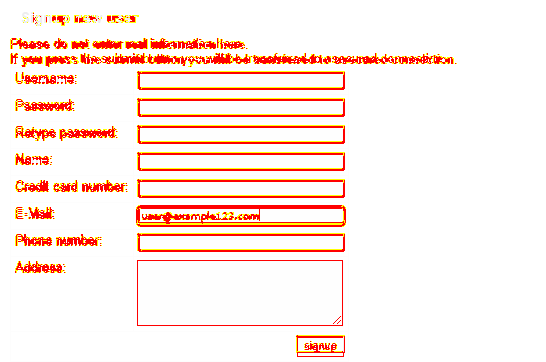 Signup new user
Please do not enter real information here.
If you press the submit button you will be transferred to a secured connection.
Username:
Password:
Retype password:
Name:
Credit card number:
E-Mail: user@example123.com
Phone number:
Address:
signup